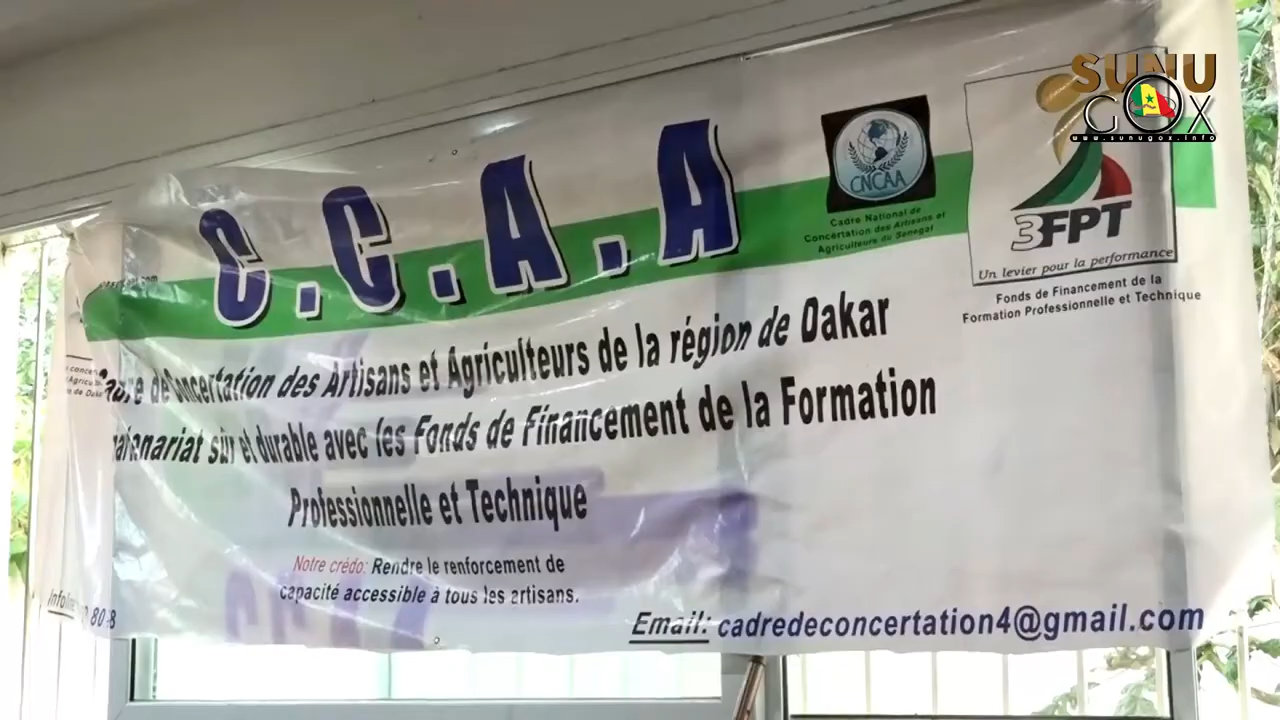 SUNU
GOX
www.sunugox.info
C.C.A.A
CNCAA
Cadre National de
Concertation des Artisans et
Agriculteurs du Senegal
3FPT
Un levier pour la performance
Fonds de Financement de la
Formation Professionnelle et Technique
de Concertation des Artisans et Agriculteurs de la région de Dakar
sûr et durable avec les Fonds de Financement de la Formation
Professionnelle et Technique
Notre crédo: Rendre le renforcement de
capacité accessible à tous les artisans.
Email: cadredeconcertation4@gmail.com